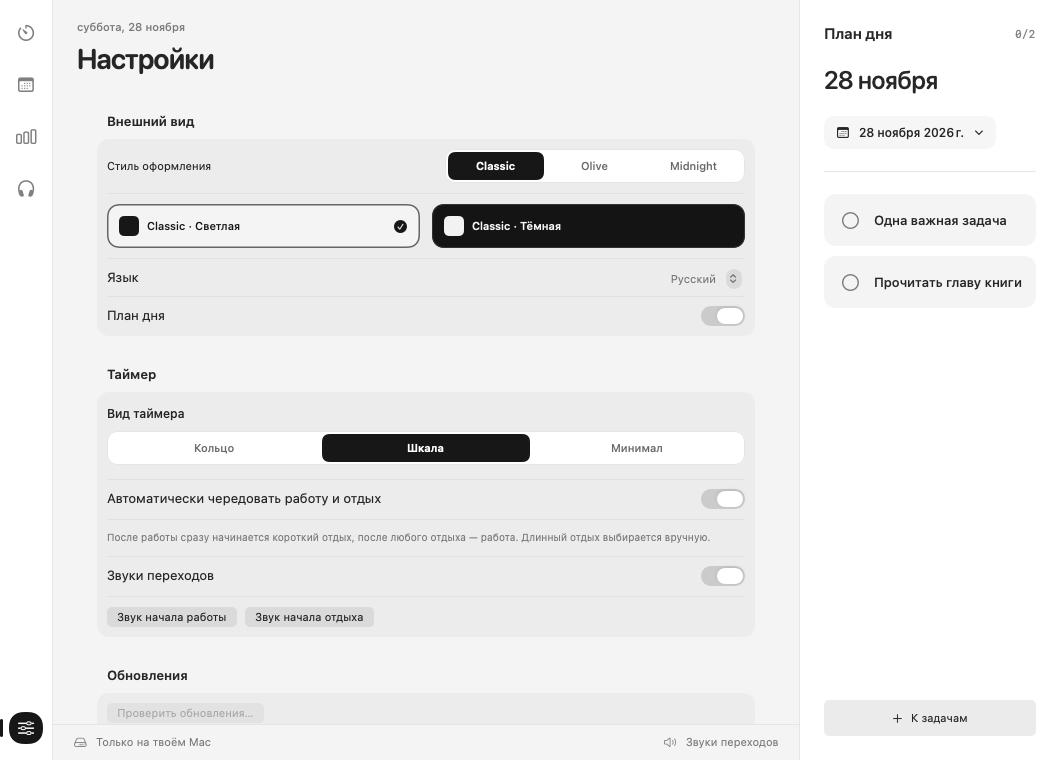 суббота, 28 ноября
Настройки
Внешний вид
Стиль оформления
Classic
Olive
Midnight
Classic · Светлая
Classic · Тёмная
Язык
Русский
План дня
Таймер
Вид таймера
Кольцо
Шкала
Минимал
Автоматически чередовать работу и отдых
После работы сразу начинается короткий отдых, после любого отдыха — работа. Длинный отдых выбирается вручную.
Звуки переходов
Звук начала работы
Звук начала отдыха
Обновления
Проверить обновления...
Только на твоём Mac
Звуки переходов
План дня
0/2
28 ноября
28 ноября 2026 г.
Одна важная задача
Прочитать главу книги
+ К задачам